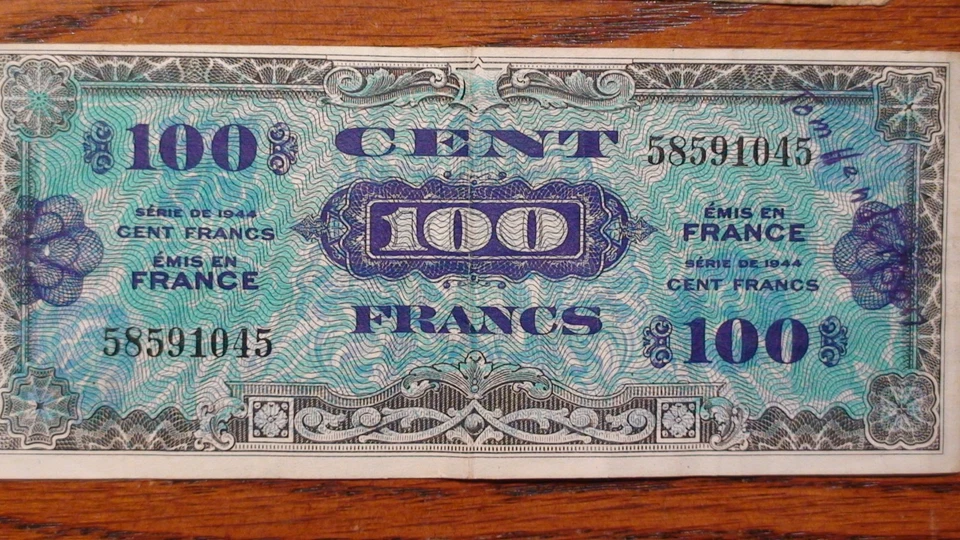 100 CENT 58591045
SÉRIE DE 1944
CENT FRANCS
ÉMIS EN
FRANCE
58591045
100
FRANCS
ÉMIS EN
FRANCE
SÉRIE DE 1944
CENT FRANCS
100
Tom